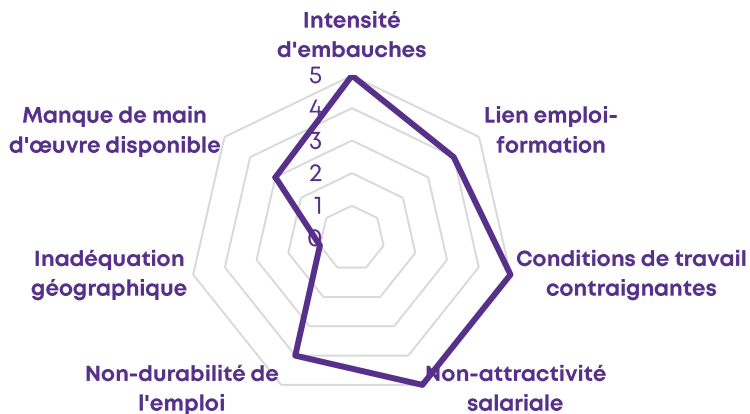 Intensité
d'embauches
5
4
3
2
1
0
Lien emploi-
formation
Conditions de travail
contraignantes
Non-attractivité
salariale
Non-durabilité de
l'emploi
Inadéquation
géographique
Manque de main
d'œuvre disponible